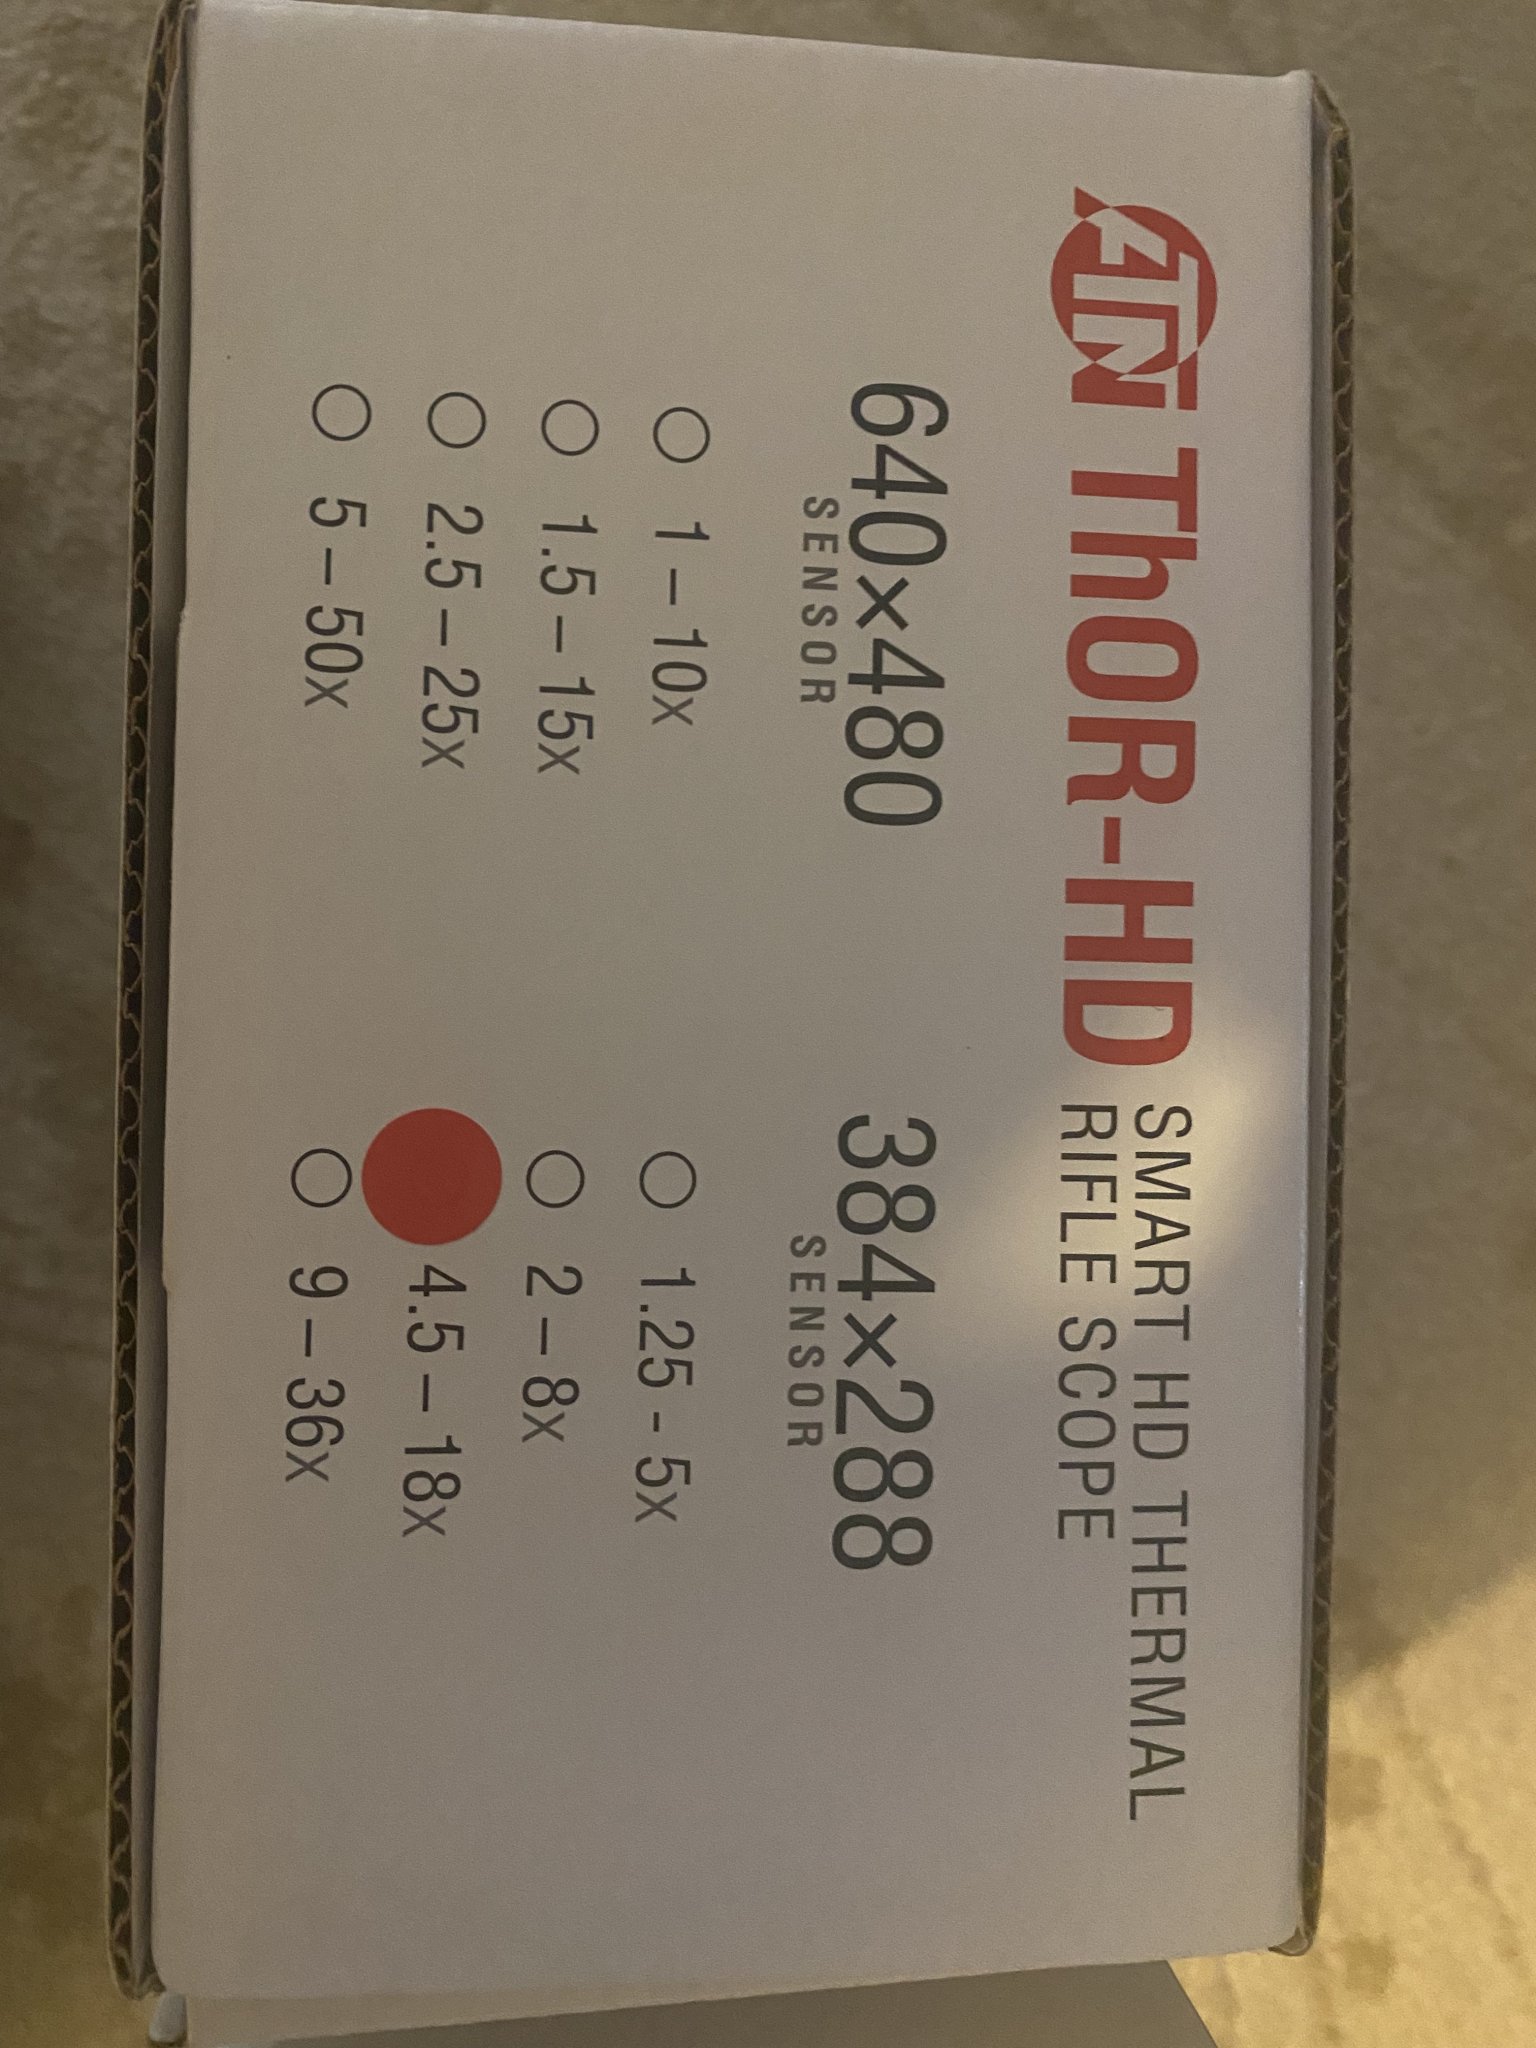 ATN ThOR-HD SMART HD THERMAL
RIFLE SCOPE
640×480
SENSOR
1 – 10x
1.5 – 15x
2.5 – 25x
5 – 50x
384×288
SENSOR
1.25 - 5x
2 – 8x
4.5 – 18x
9 – 36x